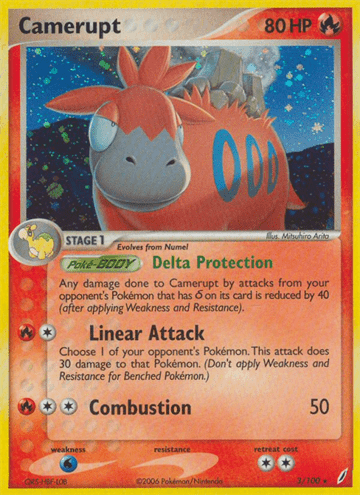 Camerupt 80 HP
Illus. Mitsuhiro Arita
STAGE 1
Evolves from Numel
Poké-BODY Delta Protection
Any damage done to Camerupt by attacks from your
opponent's Pokémon that has δ on its card is reduced by 40
(after applying Weakness and Resistance).
Linear Attack
Choose 1 of your opponent's Pokémon. This attack does
30 damage to that Pokémon. (Don't apply Weakness and
Resistance for Benched Pokémon.)
Combustion 50
weakness resistance retreat cost
©2006 Pokémon/Nintendo